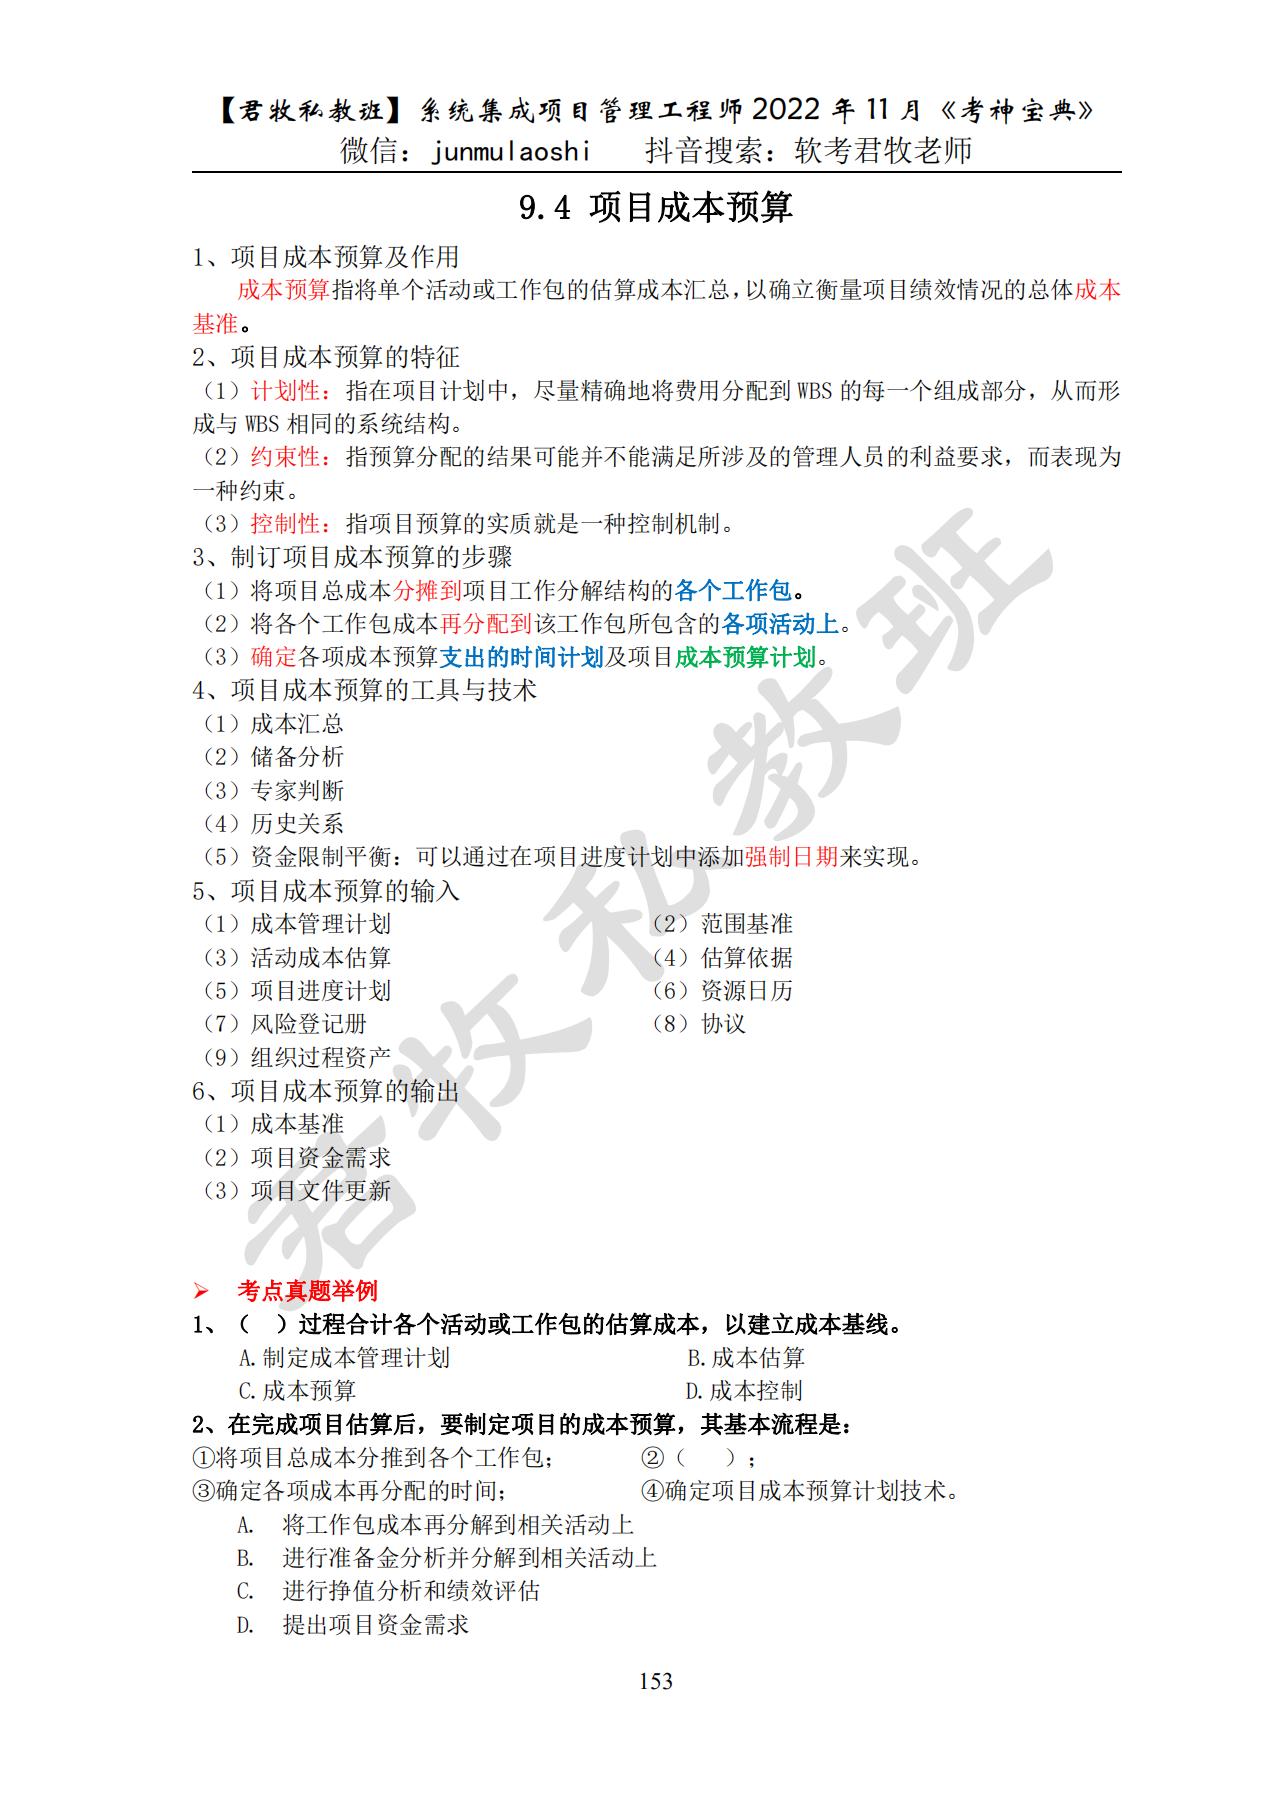 【君牧私教班】系统集成项目管理工程师 2022 年 11 月《考神宝典》
微信：junmulaoshi 抖音搜索：软考君牧老师
9.4 项目成本预算
1、项目成本预算及作用
成本预算指将单个活动或工作包的估算成本汇总,以确立衡量项目绩效情况的总体成本
基准。
2、项目成本预算的特征
（1）计划性：指在项目计划中，尽量精确地将费用分配到 WBS 的每一个组成部分，从而形
成与 WBS 相同的系统结构。
（2）约束性：指预算分配的结果可能并不能满足所涉及的管理人员的利益要求，而表现为
一种约束。
（3）控制性：指项目预算的实质就是一种控制机制。
3、制订项目成本预算的步骤
（1）将项目总成本分摊到项目工作分解结构的各个工作包。
（2）将各个工作包成本再分配到该工作包所包含的各项活动上。
（3）确定各项成本预算支出的时间计划及项目成本预算计划。
4、项目成本预算的工具与技术
（1）成本汇总
（2）储备分析
（3）专家判断
（4）历史关系
（5）资金限制平衡：可以通过在项目进度计划中添加强制日期来实现。
5、项目成本预算的输入
（1）成本管理计划 （2）范围基准
（3）活动成本估算 （4）估算依据
（5）项目进度计划 （6）资源日历
（7）风险登记册 （8）协议
（9）组织过程资产
6、项目成本预算的输出
（1）成本基准
（2）项目资金需求
（3）项目文件更新
➢ 考点真题举例
1、（ ）过程合计各个活动或工作包的估算成本，以建立成本基线。
A.制定成本管理计划 B.成本估算
C.成本预算 D.成本控制
2、在完成项目估算后，要制定项目的成本预算，其基本流程是：
①将项目总成本分推到各个工作包； ②（ ）；
③确定各项成本再分配的时间； ④确定项目成本预算计划技术。
A. 将工作包成本再分解到相关活动上
B. 进行准备金分析并分解到相关活动上
C. 进行挣值分析和绩效评估
D. 提出项目资金需求
153
君牧私教班